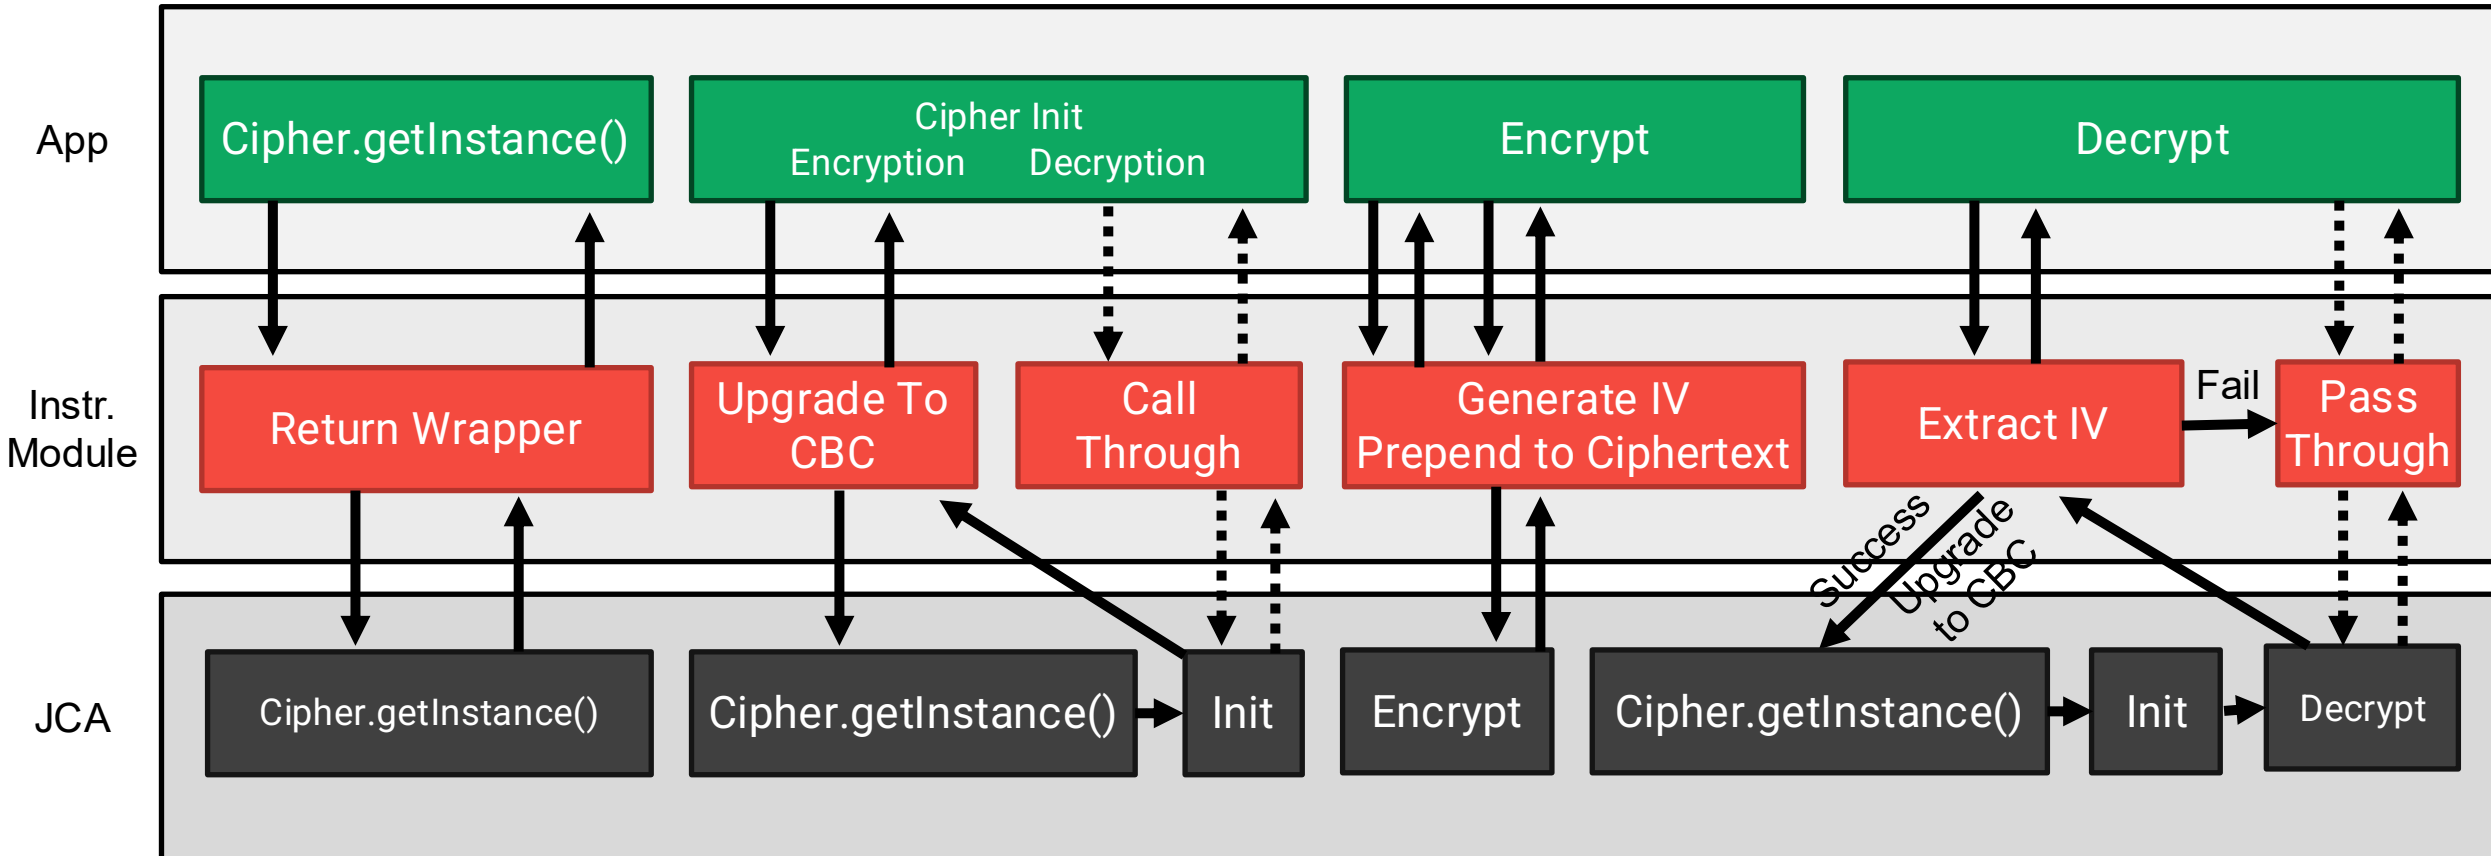 App
Cipher.getInstance()
Cipher Init
Encryption Decryption
Encrypt
Decrypt
Instr.
Module
Return Wrapper
Upgrade To
CBC
Call
Through
Generate IV
Prepend to Ciphertext
Extract IV
Fail
Pass
Through
Success
Upgrade
to CBC
JCA
Cipher.getInstance()
Cipher.getInstance()
Init
Encrypt
Cipher.getInstance()
Init
Decrypt